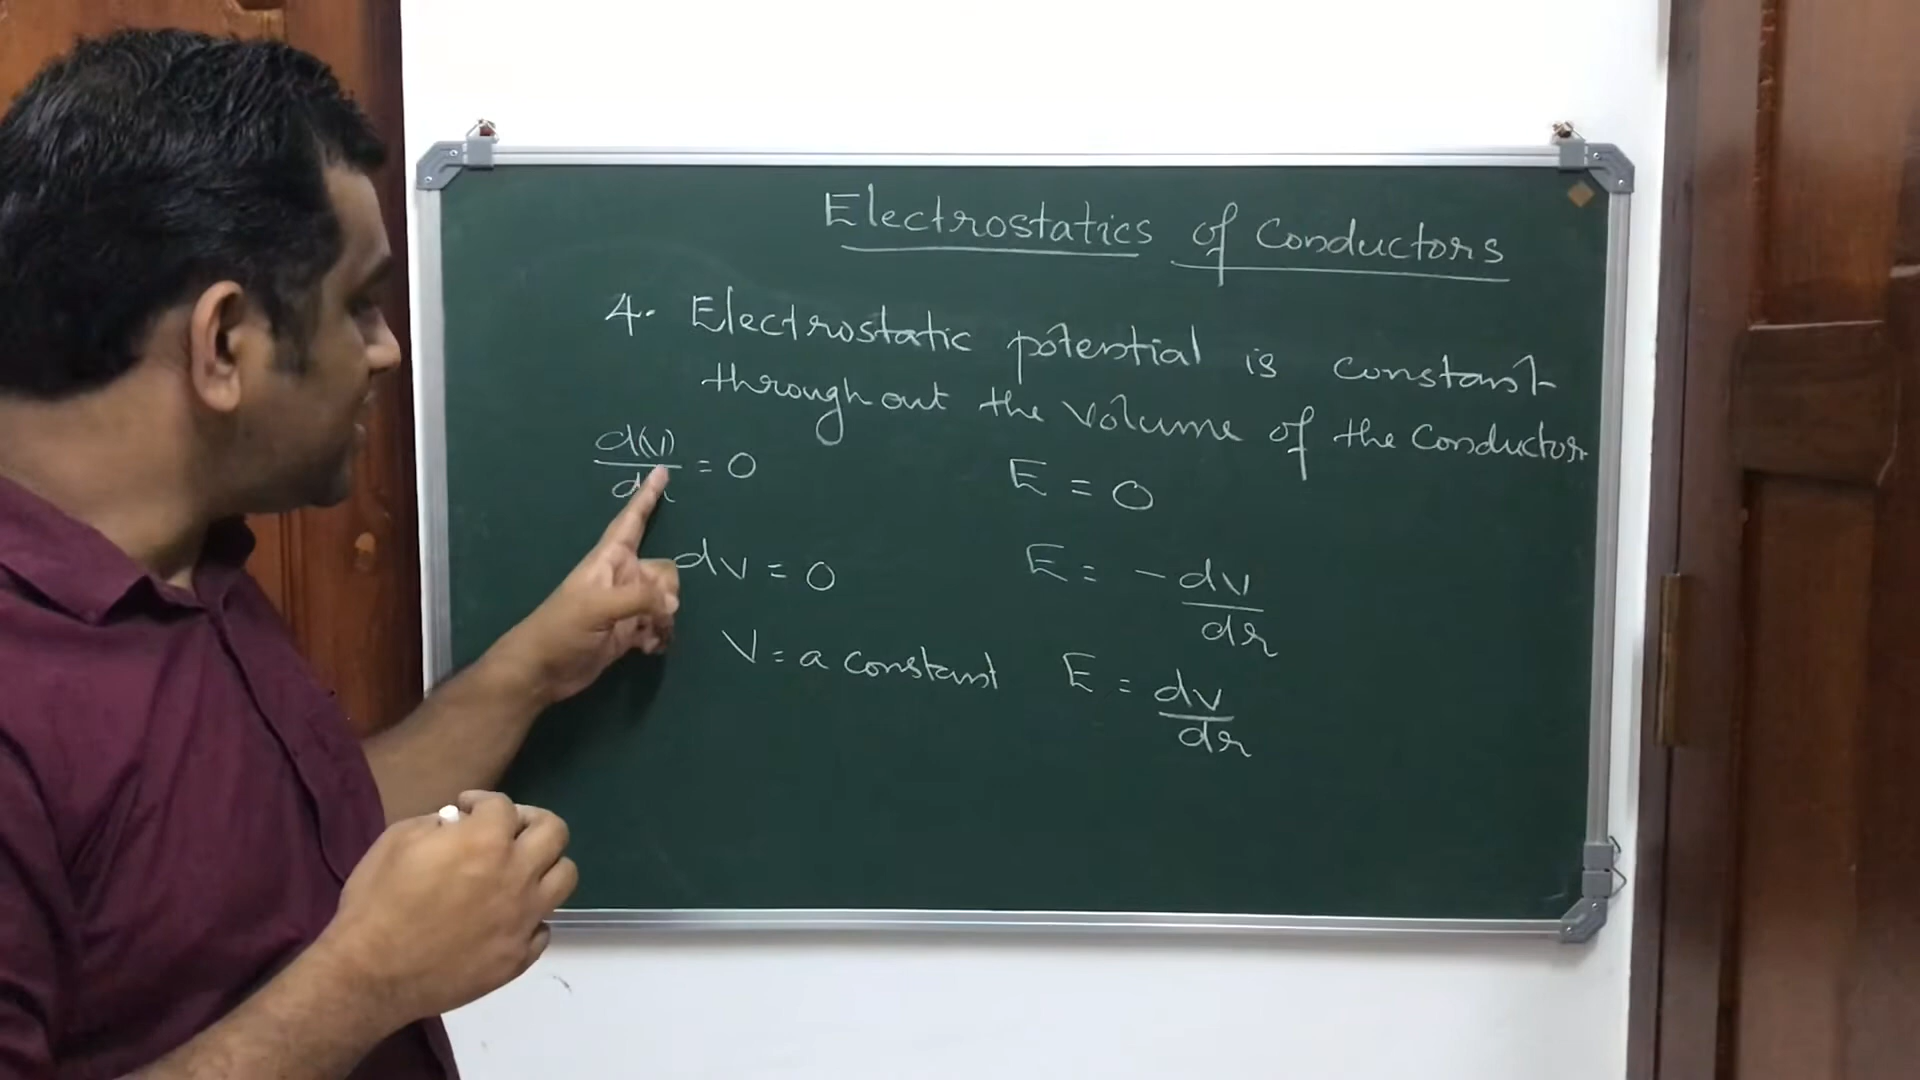 Electrostatics of Conductors
4. Electrostatic potential is constant
throughout the volume of the Conductor.
d(V)/dr = 0
dv = 0
V = a constant
E = 0
E = - dv/dr
E = dv/dr